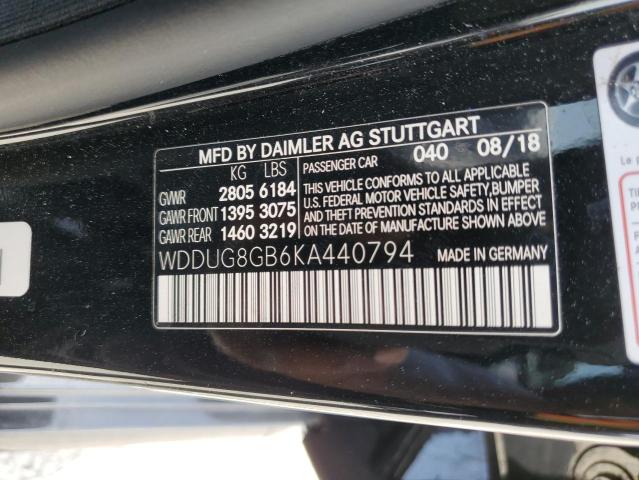 MFD BY DAIMLER AG STUTTGART
KG LBS
GVWR 2805 6184
GAWR FRONT 1395 3075
GAWR REAR 1460 3219
PASSENGER CAR 040 08/18
THIS VEHICLE CONFORMS TO ALL APPLICABLE
U.S. FEDERAL MOTOR VEHICLE SAFETY, BUMPER
AND THEFT PREVENTION STANDARDS IN EFFECT
ON THE DATE OF MANUFACTURE SHOWN ABOVE.
WDDUG8GB6KA440794 MADE IN GERMANY
Le